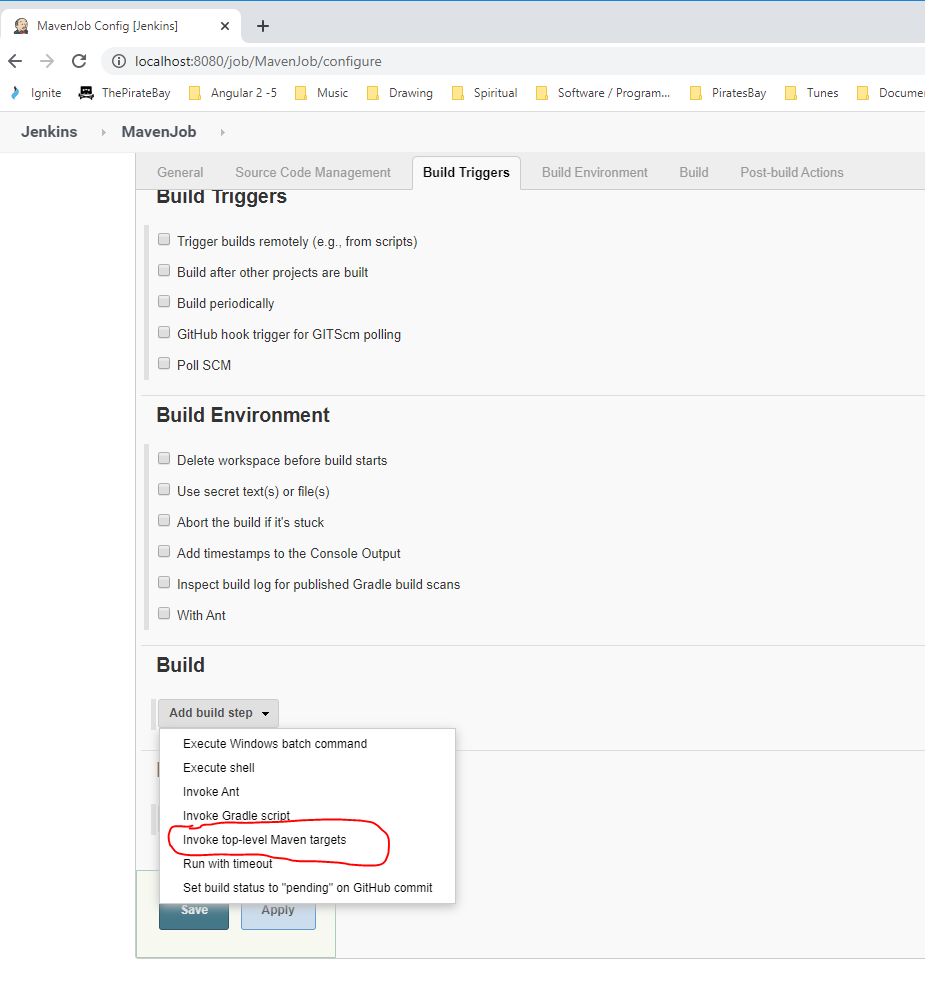 MavenJob Config [Jenkins]
localhost:8080/job/MavenJob/configure
Ignite ThePirateBay Angular 2 -5 Music Drawing Spiritual Software / Program... PiratesBay Tunes Documen
Jenkins MavenJob
General Source Code Management Build Triggers Build Environment Build Post-build Actions
Build Triggers
Trigger builds remotely (e.g., from scripts)
Build after other projects are built
Build periodically
GitHub hook trigger for GITScm polling
Poll SCM
Build Environment
Delete workspace before build starts
Use secret text(s) or file(s)
Abort the build if it's stuck
Add timestamps to the Console Output
Inspect build log for published Gradle build scans
With Ant
Build
Add build step
Execute Windows batch command
Execute shell
Invoke Ant
Invoke Gradle script
Invoke top-level Maven targets
Run with timeout
Set build status to "pending" on GitHub commit
Save Apply